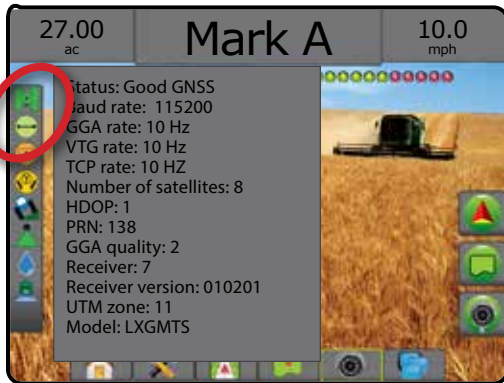 27.00
ac
Mark A
10.0
mph
Status: Good GNSS
Baud rate: 115200
GGA rate: 10 Hz
VTG rate: 10 Hz
TCP rate: 10 HZ
Number of satellites: 8
HDOP: 1
PRN: 138
GGA quality: 2
Receiver: 7
Receiver version: 010201
UTM zone: 11
Model: LXGMTS